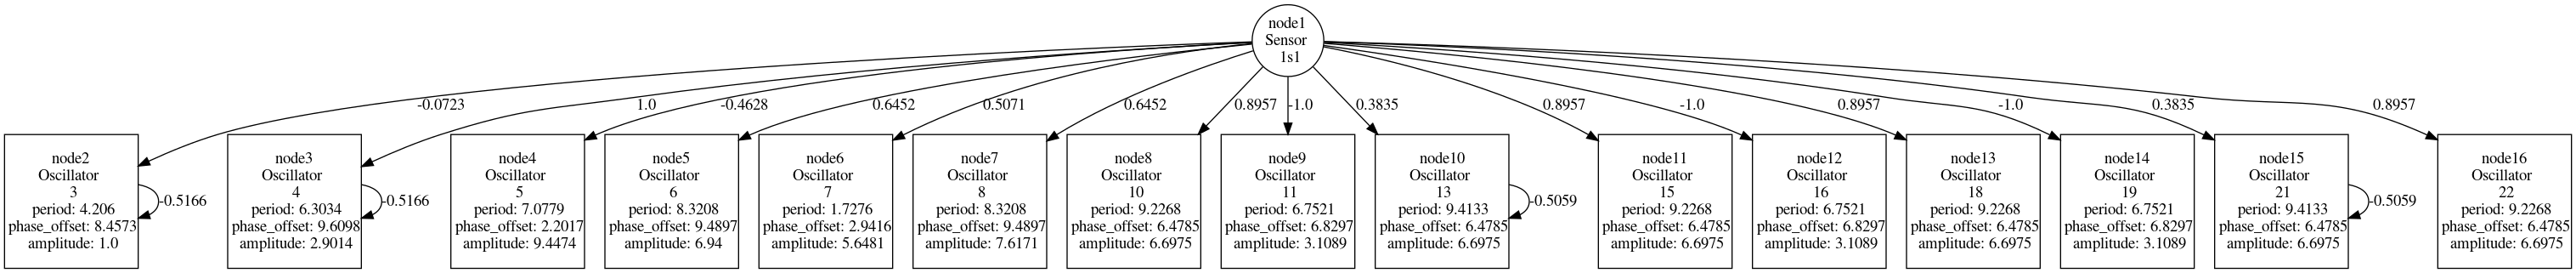 node1
Sensor
1s1
-0.0723
1.0
-0.4628
0.6452
0.5071
0.6452
0.8957
-1.0
0.3835
0.8957
-1.0
0.8957
-1.0
0.3835
0.8957
node2
Oscillator
3
period: 4.206
phase_offset: 8.4573
amplitude: 1.0
-0.5166
node3
Oscillator
4
period: 6.3034
phase_offset: 9.6098
amplitude: 2.9014
-0.5166
node4
Oscillator
5
period: 7.0779
phase_offset: 2.2017
amplitude: 9.4474
node5
Oscillator
6
period: 8.3208
phase_offset: 9.4897
amplitude: 6.94
node6
Oscillator
7
period: 1.7276
phase_offset: 2.9416
amplitude: 5.6481
node7
Oscillator
8
period: 8.3208
phase_offset: 9.4897
amplitude: 7.6171
node8
Oscillator
10
period: 9.2268
phase_offset: 6.4785
amplitude: 6.6975
node9
Oscillator
11
period: 6.7521
phase_offset: 6.8297
amplitude: 3.1089
node10
Oscillator
13
period: 9.4133
phase_offset: 6.4785
amplitude: 6.6975
-0.5059
node11
Oscillator
15
period: 9.2268
phase_offset: 6.4785
amplitude: 6.6975
node12
Oscillator
16
period: 6.7521
phase_offset: 6.8297
amplitude: 3.1089
node13
Oscillator
18
period: 9.2268
phase_offset: 6.4785
amplitude: 6.6975
node14
Oscillator
19
period: 6.7521
phase_offset: 6.8297
amplitude: 3.1089
node15
Oscillator
21
period: 9.4133
phase_offset: 6.4785
amplitude: 6.6975
-0.5059
node16
Oscillator
22
period: 9.2268
phase_offset: 6.4785
amplitude: 6.6975